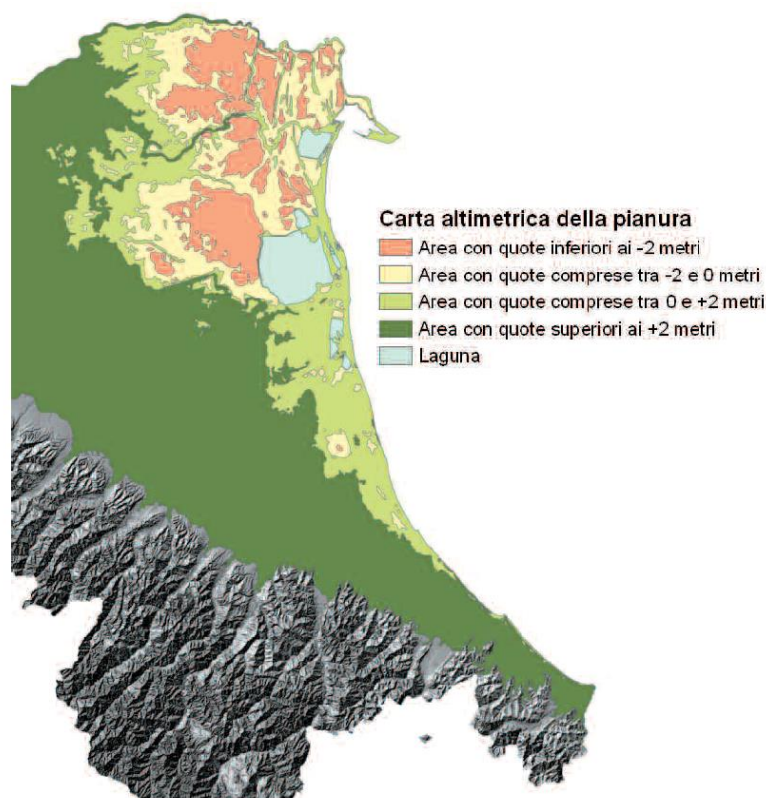 Carta altimetrica della pianura
Area con quote inferiori ai -2 metri
Area con quote comprese tra -2 e 0 metri
Area con quote comprese tra 0 e +2 metri
Area con quote superiori ai +2 metri
Laguna